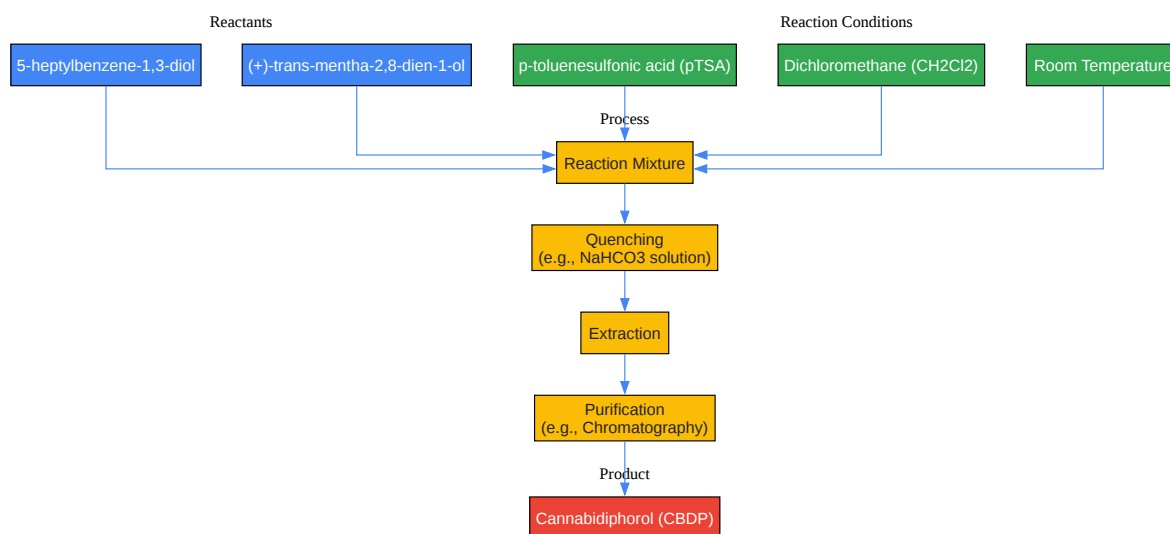 Reactants
Reaction Conditions
5-heptylbenzene-1,3-diol
(+)-trans-mentha-2,8-dien-1-ol
p-toluenesulfonic acid (pTSA)
Dichloromethane (CH2Cl2)
Room Temperature
Process
Reaction Mixture
Quenching
(e.g., NaHCO3 solution)
Extraction
Purification
(e.g., Chromatography)
Product
Cannabidiphorol (CBDP)